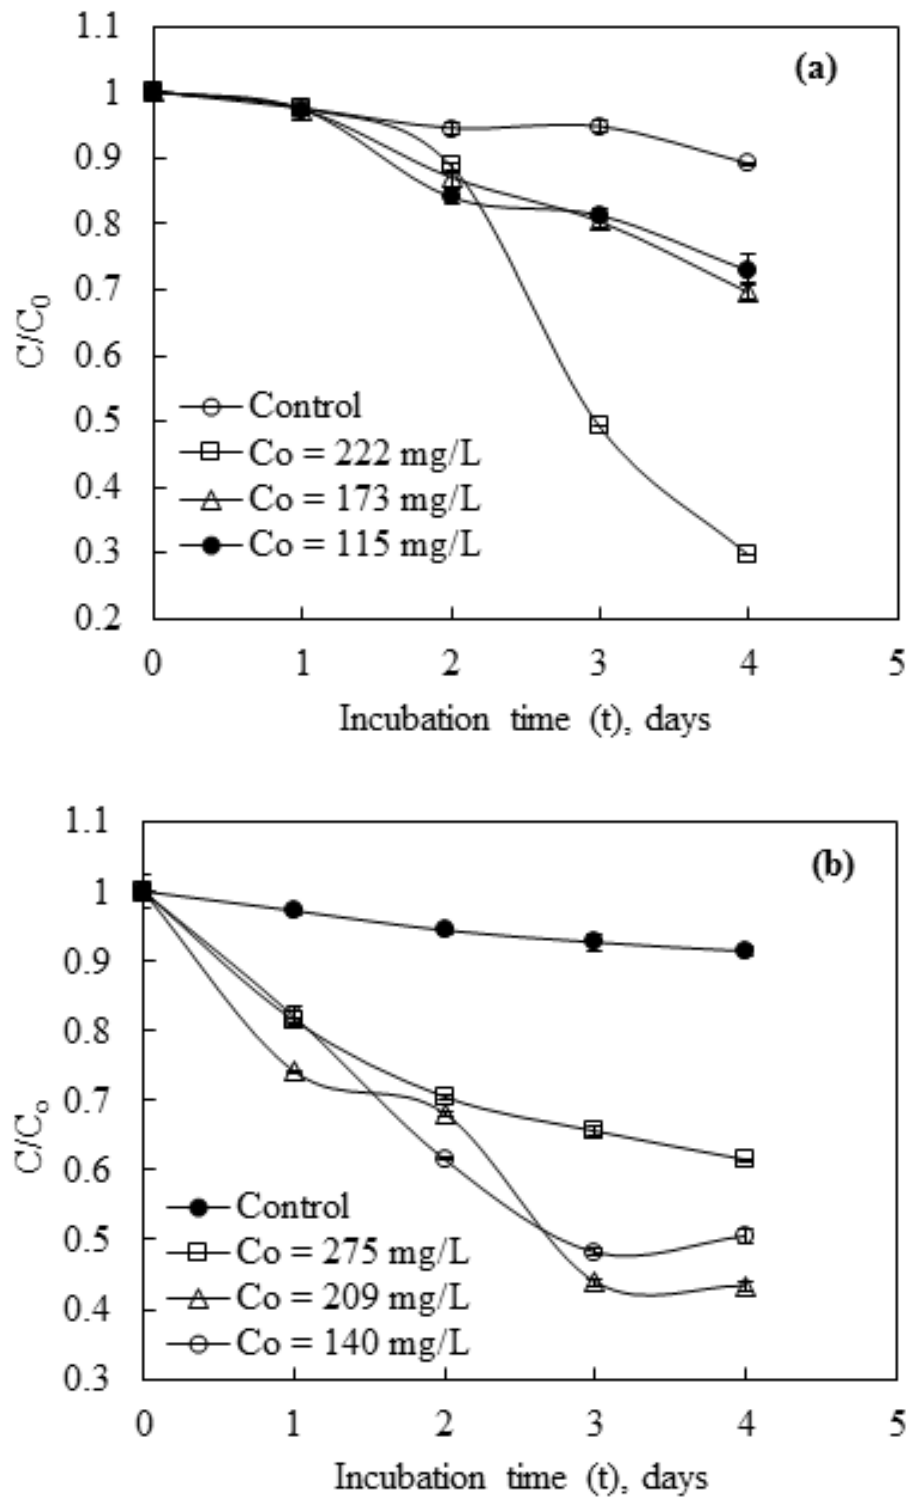 1.1
(a)
1
0.9
0.8
0.7
C/C₀
0.6
0.5
0.4
0.3
0.2
Control
Co = 222 mg/L
Co = 173 mg/L
Co = 115 mg/L
0 1 2 3 4 5
Incubation time (t), days
1.1
(b)
1
0.9
0.8
0.7
C/Cₒ
0.6
0.5
0.4
0.3
Control
Co = 275 mg/L
Co = 209 mg/L
Co = 140 mg/L
0 1 2 3 4 5
Incubation time (t), days